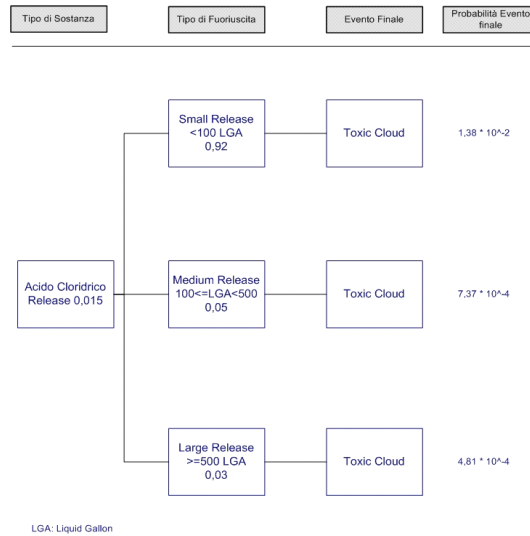 Tipo di Sostanza
Tipo di Fuoriuscita
Evento Finale
Probabilità Evento
finale
Small Release
<100 LGA
0,92
Toxic Cloud
1,38 * 10^-2
Acido Cloridrico
Release 0,015
Medium Release
100<=LGA<500
0,05
Toxic Cloud
7,37 * 10^-4
Large Release
>=500 LGA
0,03
Toxic Cloud
4,81 * 10^-4
LGA: Liquid Gallon